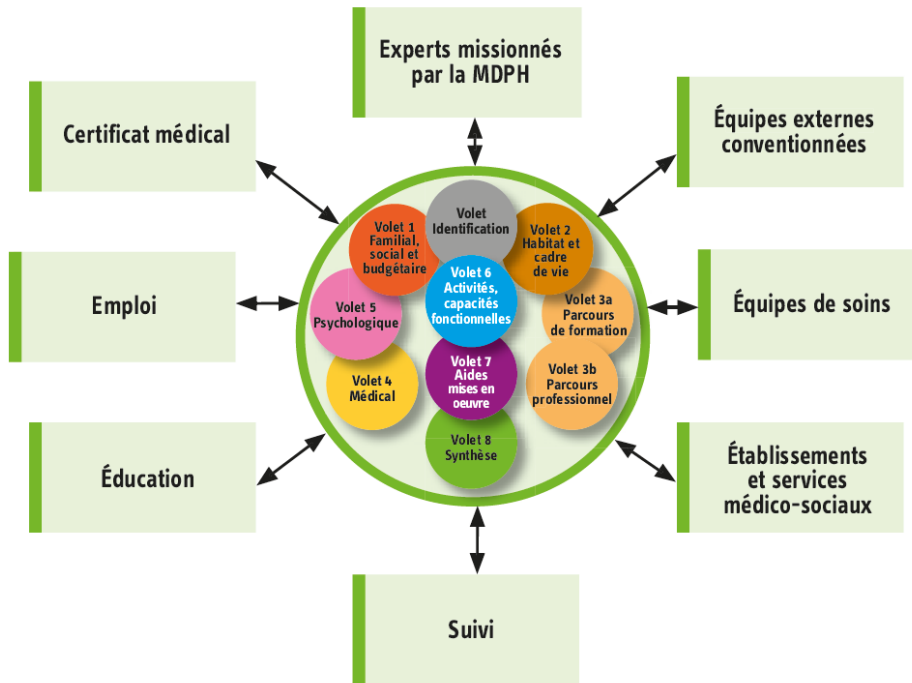 Experts missionnés
par la MDPH
Certificat médical
Équipes externes
conventionnées
Emploi
Équipes de soins
Éducation
Établissements
et services
médico-sociaux
Suivi
Volet
Identification
Volet 1
Familial,
social et
budgétaire
Volet 2
Habitat et
cadre
de vie
Volet 6
Activités,
capacités
fonctionnelles
Volet 5
Psychologique
Volet 3a
Parcours
de formation
Volet 7
Aides
mises en
oeuvre
Volet 4
Médical
Volet 3b
Parcours
professionnel
Volet 8
Synthèse